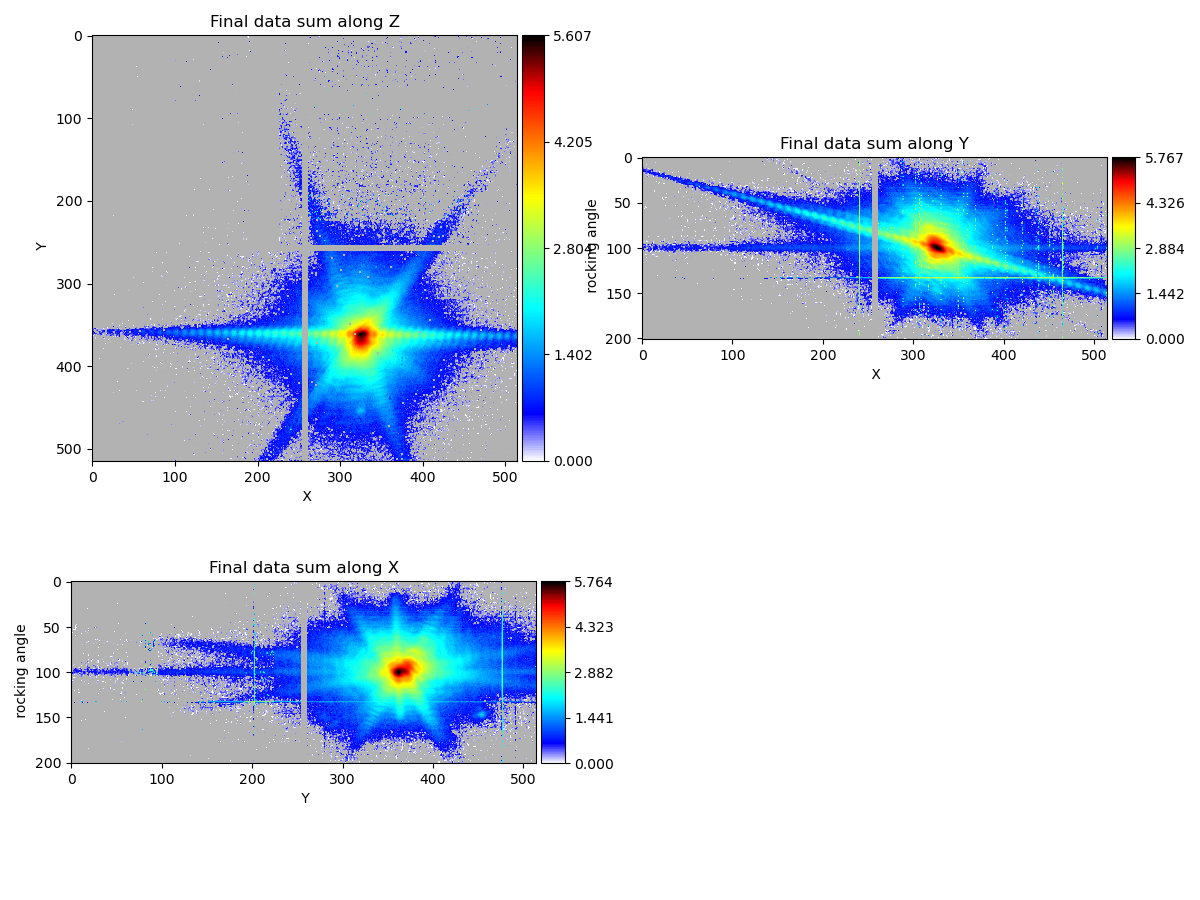 Final data sum along Z
0
100
200
300
400
500
Y
0 100 200 300 400 500
X
5.607
4.205
2.804
1.402
0.000
Final data sum along Y
0
50
100
150
200
rocking angle
0 100 200 300 400 500
X
5.767
4.326
2.884
1.442
0.000
Final data sum along X
0
50
100
150
200
rocking angle
0 100 200 300 400 500
Y
5.764
4.323
2.882
1.441
0.000